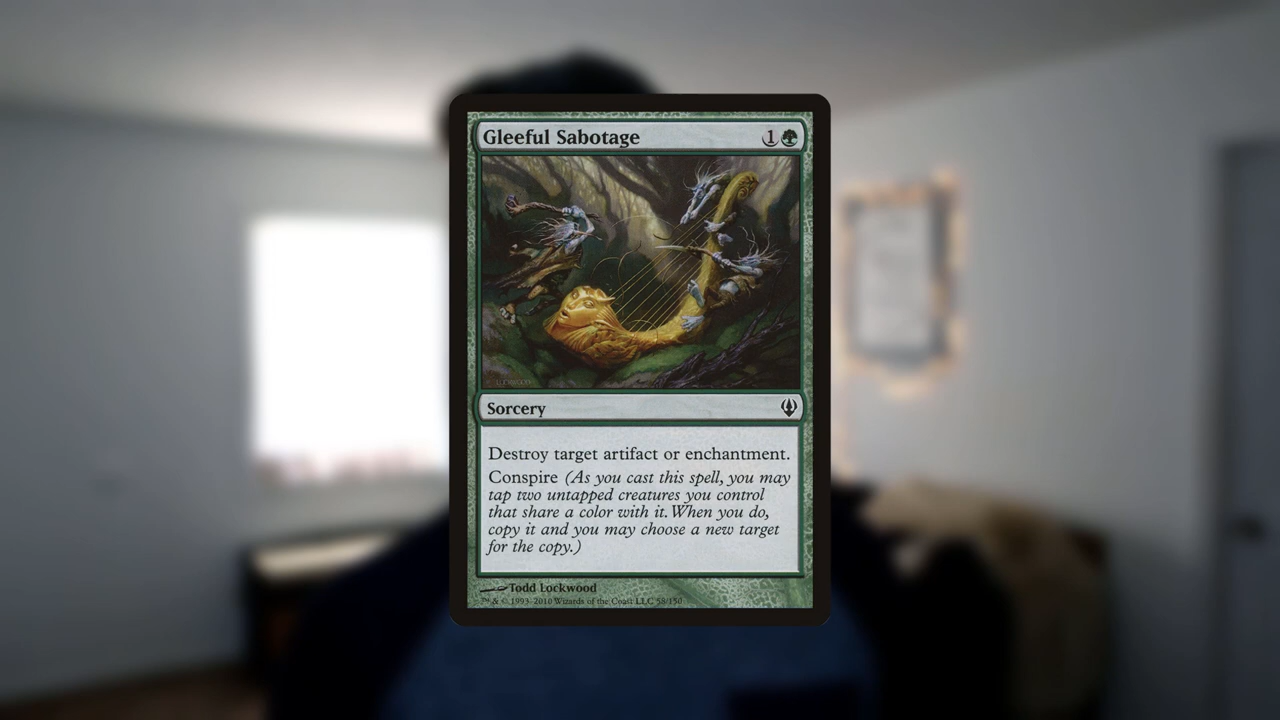 Gleeful Sabotage 1
Sorcery
Destroy target artifact or enchantment.
Conspire (As you cast this spell, you may
tap two untapped creatures you control
that share a color with it. When you do,
copy it and you may choose a new target
for the copy.)
Todd Lockwood
™ & © 1993-2010 Wizards of the Coast LLC 58/150